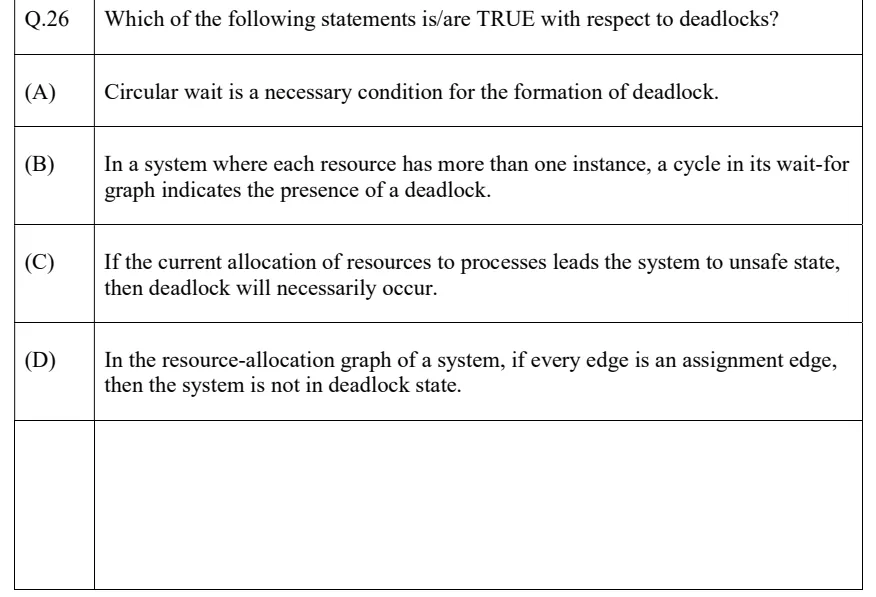 Q.26 Which of the following statements is/are TRUE with respect to deadlocks?
(A) Circular wait is a necessary condition for the formation of deadlock.
(B) In a system where each resource has more than one instance, a cycle in its wait-for
graph indicates the presence of a deadlock.
(C) If the current allocation of resources to processes leads the system to unsafe state,
then deadlock will necessarily occur.
(D) In the resource-allocation graph of a system, if every edge is an assignment edge,
then the system is not in deadlock state.